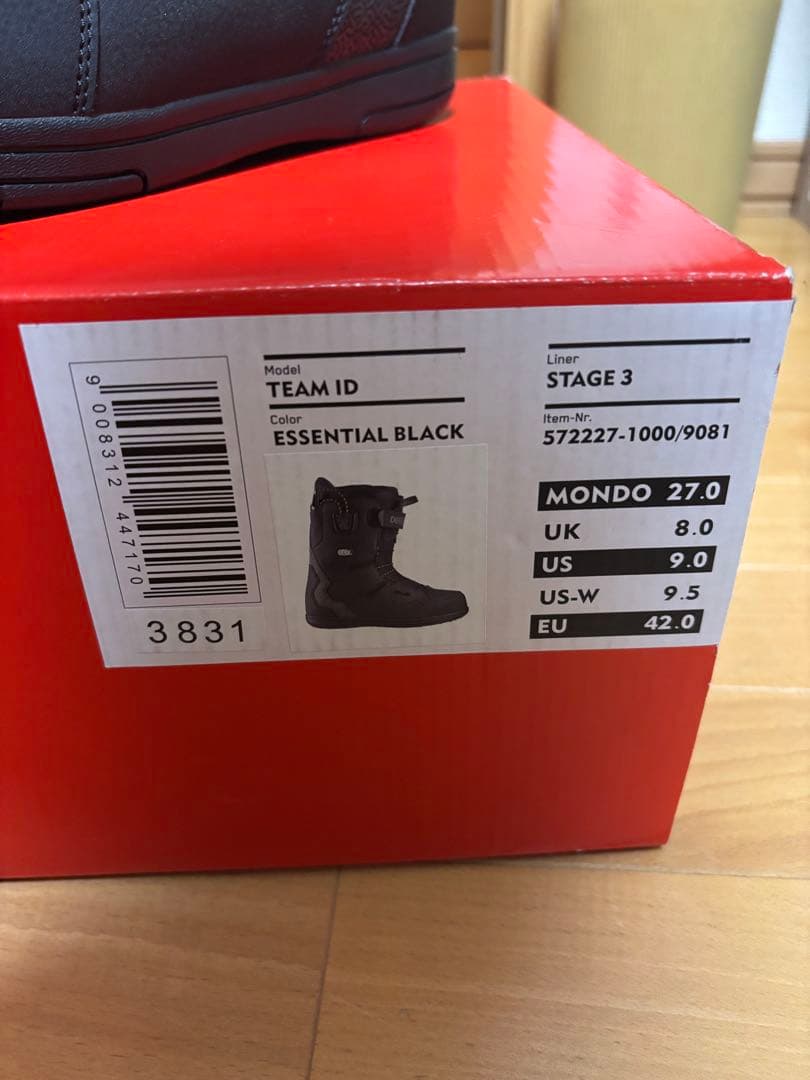 9 008312 447170
3831
Model
TEAM ID
Color
ESSENTIAL BLACK
Liner
STAGE 3
Item-Nr.
572227-1000/9081
MONDO 27.0
UK 8.0
US 9.0
US-W 9.5
EU 42.0